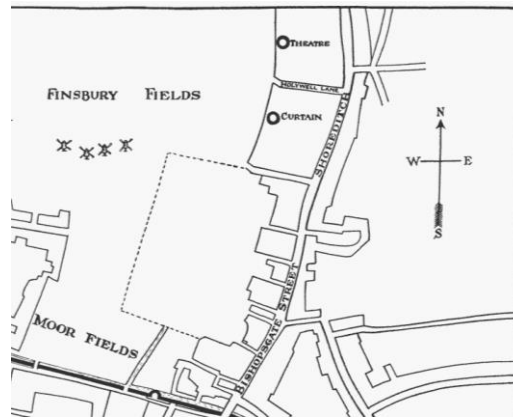 THEATRE
HOLYWELL LANE
FINSBURY FIELDS
CURTAIN
SHOREDITCH
N
W E
S
BISHOPSGATE STREET
MOOR FIELDS